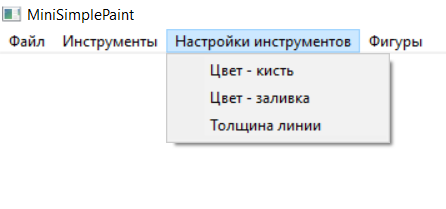 MiniSimplePaint
Файл Инструменты Настройки инструментов Фигуры
Цвет - кисть
Цвет - заливка
Толщина линии